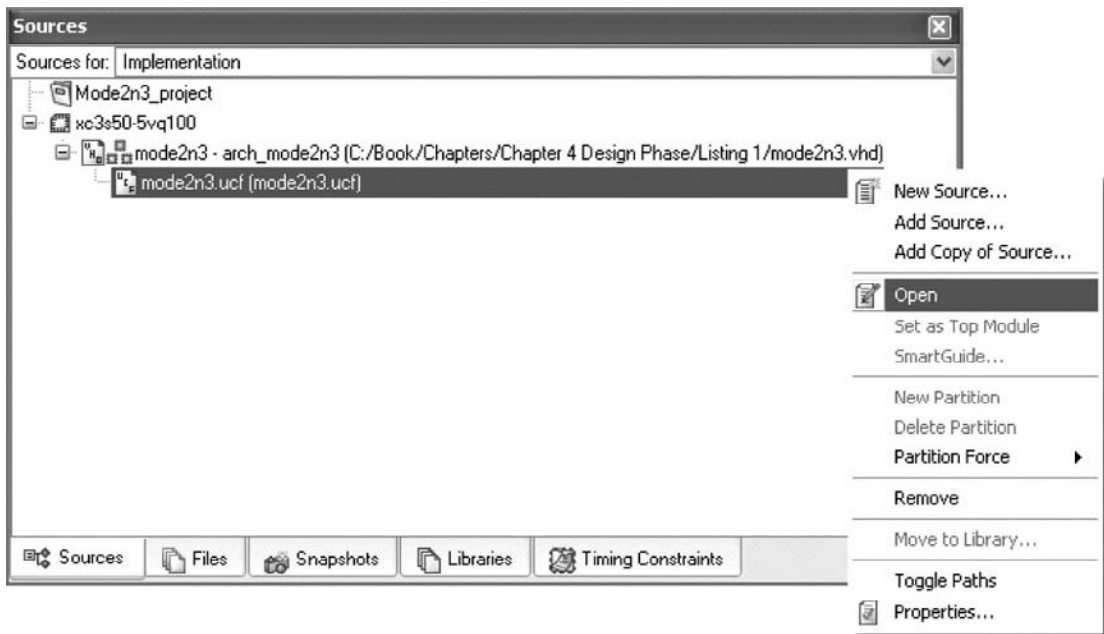 Sources
Sources for: Implementation
Mode2n3_project
xc3s50-5vq100
mode2n3 - arch_mode2n3 (C:/Book/Chapters/Chapter 4 Design Phase/Listing 1/mode2n3.vhd)
mode2n3.ucf (mode2n3.ucf)
New Source...
Add Source...
Add Copy of Source...
Open
Set as Top Module
SmartGuide...
New Partition
Delete Partition
Partition Force
Remove
Move to Library...
Toggle Paths
Properties...
Sources Files Snapshots Libraries Timing Constraints